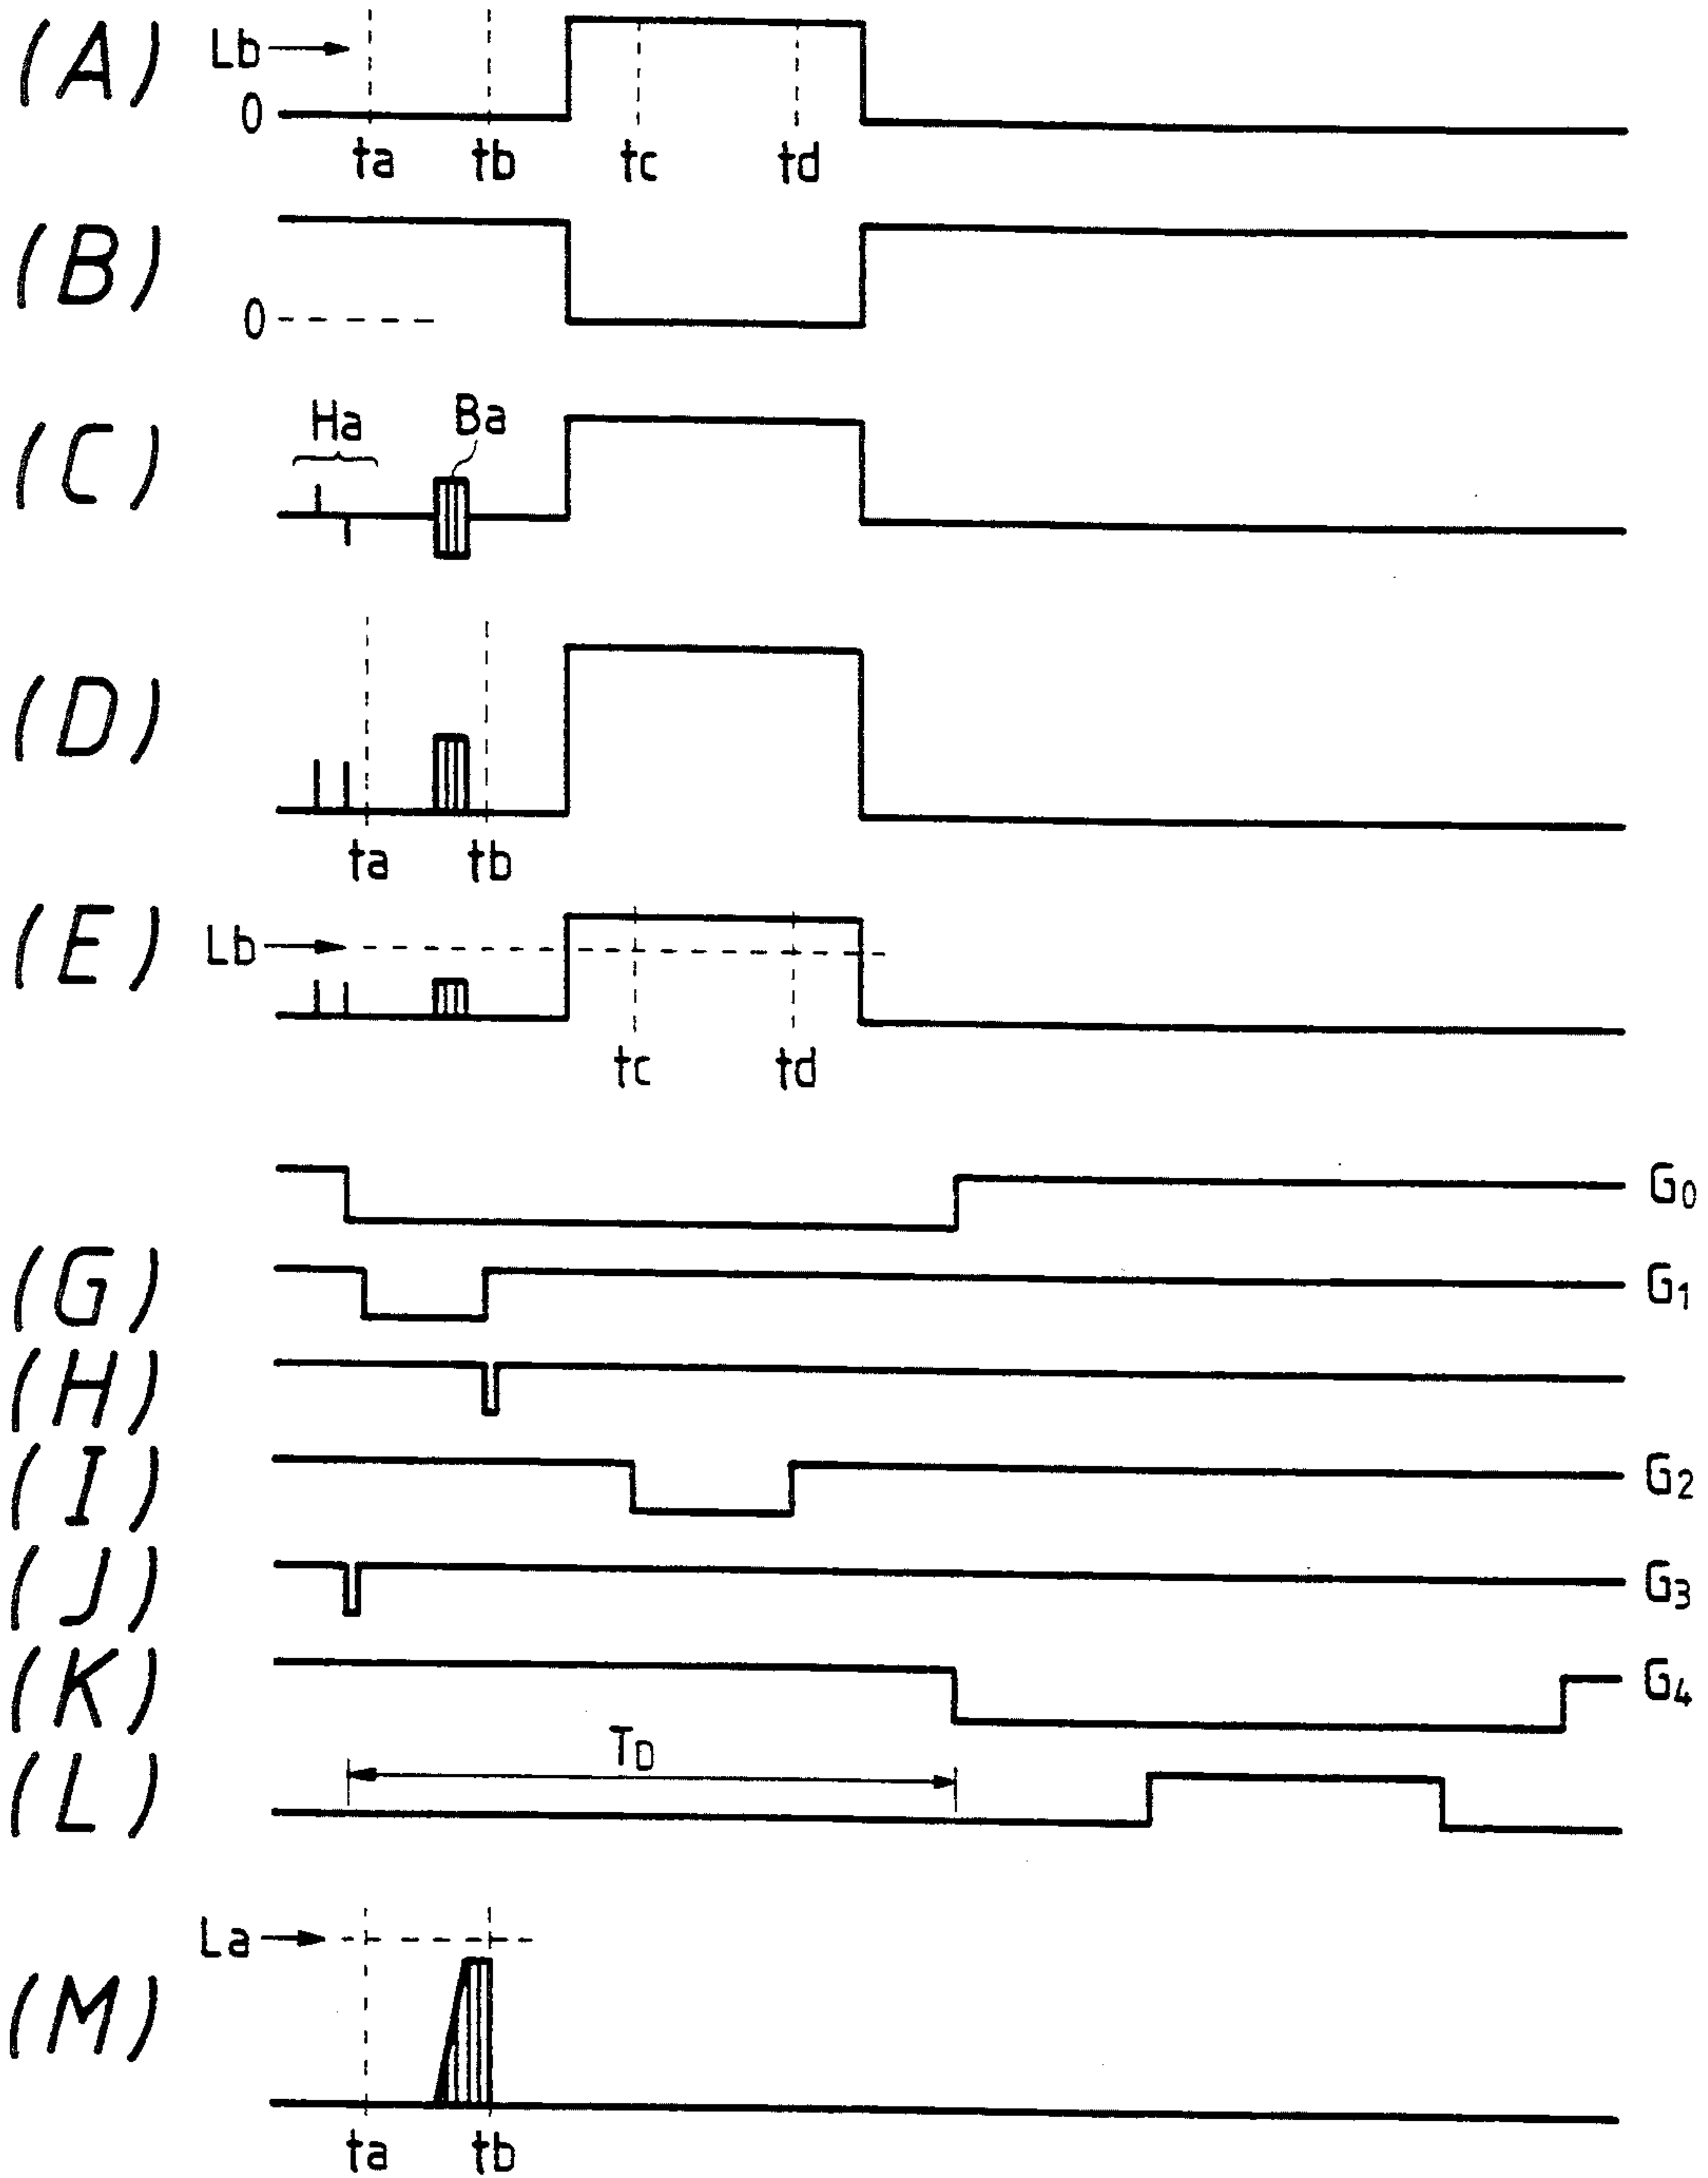 (A)
Lb
0
ta tb tc td
(B)
0
(C)
Ha Ba
(D)
ta tb
(E)
Lb
tc td
G0
(G)
G1
(H)
(I)
G2
(J)
G3
(K)
G4
(L)
TD
(M)
La
ta tb